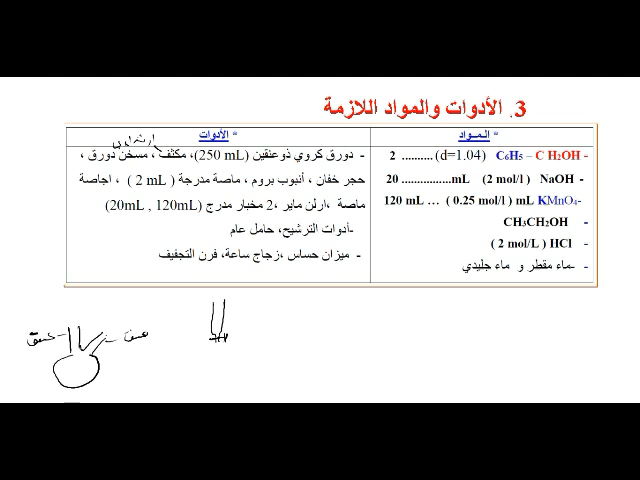 3. الأدوات والمواد اللازمة
* المـواد
- C6H5 – C H2OH (d=1.04) .......... 2
- NaOH (2 mol/l) mL................ 20
-KMnO4 mL ( 0.25 mol/l ) … 120 mL
- CH3CH2OH
- HCl ( 2 mol/L )
- -ماء مقطر و ماء جليدي
* الأدوات
- دورق كروي ذوعنقين (250 mL)، مكثف ، مسخن دورق ،
حجر خفان ، أنبوب بروم ، ماصة مدرجة ( 2 mL ) ، اجاصة
ماصة ،ارلن ماير ،2 مخبار مدرج (20mL , 120mL)
-أدوات الترشيح، حامل عام
- ميزان حساس ،زجاج ساعة، فرن التجفيف
عنق
عنق